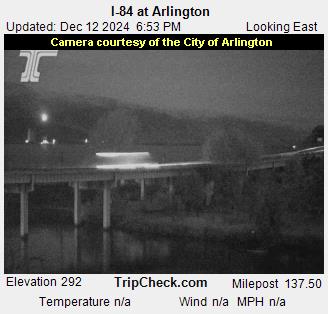 I-84 at Arlington
Updated: Dec 12 2024 6:53 PM Looking East
Camera courtesy of the City of Arlington
Elevation 292 TripCheck.com Milepost 137.50
Temperature n/a Wind n/a MPH n/a